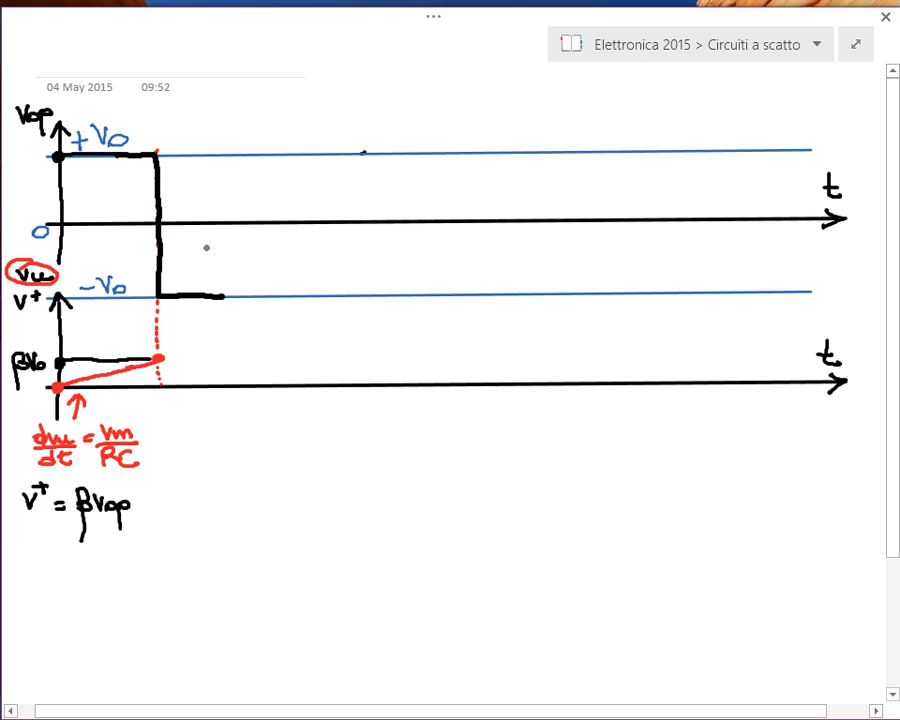 Elettronica 2015 > Circuiti a scatto
04 May 2015 09:52
Vop
+Vo
t
0
Vu
-Vo
V+
t
βVo
dvu/dt = Vm/RC
V+ = βVop